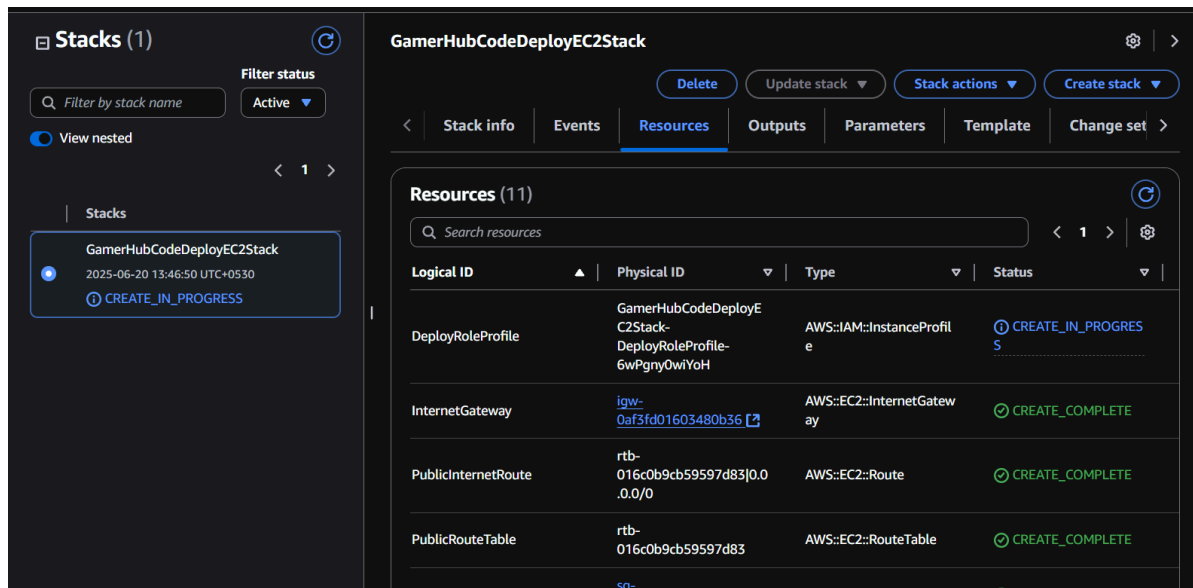 Stacks (1)
Filter status
Filter by stack name
Active
View nested
1
Stacks
GamerHubCodeDeployEC2Stack
2025-06-20 13:46:50 UTC+0530
CREATE_IN_PROGRESS
GamerHubCodeDeployEC2Stack
Delete
Update stack
Stack actions
Create stack
Stack info
Events
Resources
Outputs
Parameters
Template
Change set
Resources (11)
Search resources
1
Logical ID
Physical ID
Type
Status
DeployRoleProfile
GamerHubCodeDeployE
C2Stack-
DeployRoleProfile-
6wPgny0wiYoH
AWS::IAM::InstanceProfil
e
CREATE_IN_PROGRES
S
InternetGateway
igw-
0af3fd01603480b36
AWS::EC2::InternetGatew
ay
CREATE_COMPLETE
PublicInternetRoute
rtb-
016c0b9cb59597d83|0.0
.0.0/0
AWS::EC2::Route
CREATE_COMPLETE
PublicRouteTable
rtb-
016c0b9cb59597d83
AWS::EC2::RouteTable
CREATE_COMPLETE
sg-